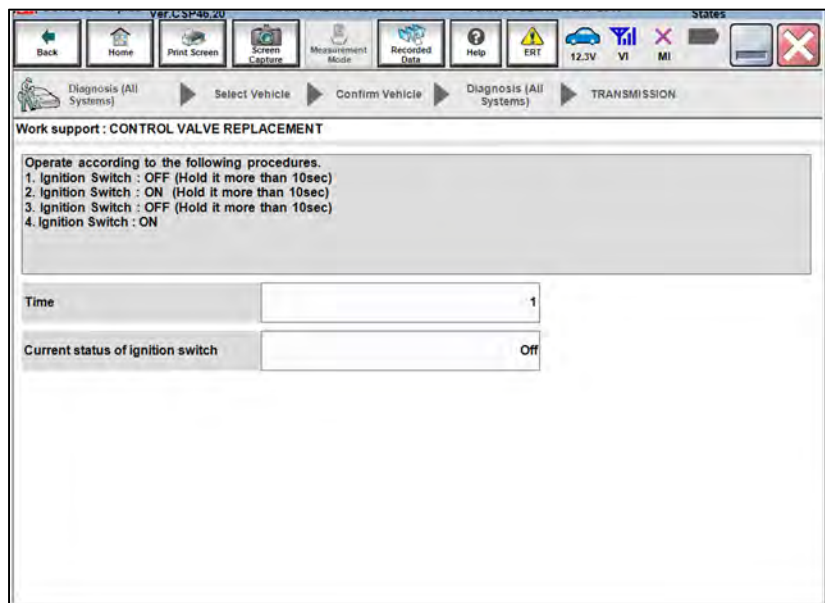 Ver.CSP46.20 States
Back Home Print Screen Screen Capture Measurement Mode Recorded Data Help ERT 12.3V VI MI
Diagnosis (All Systems) Select Vehicle Confirm Vehicle Diagnosis (All Systems) TRANSMISSION
Work support : CONTROL VALVE REPLACEMENT
Operate according to the following procedures.
1. Ignition Switch : OFF (Hold it more than 10sec)
2. Ignition Switch : ON (Hold it more than 10sec)
3. Ignition Switch : OFF (Hold it more than 10sec)
4. Ignition Switch : ON
Time 1
Current status of ignition switch Off